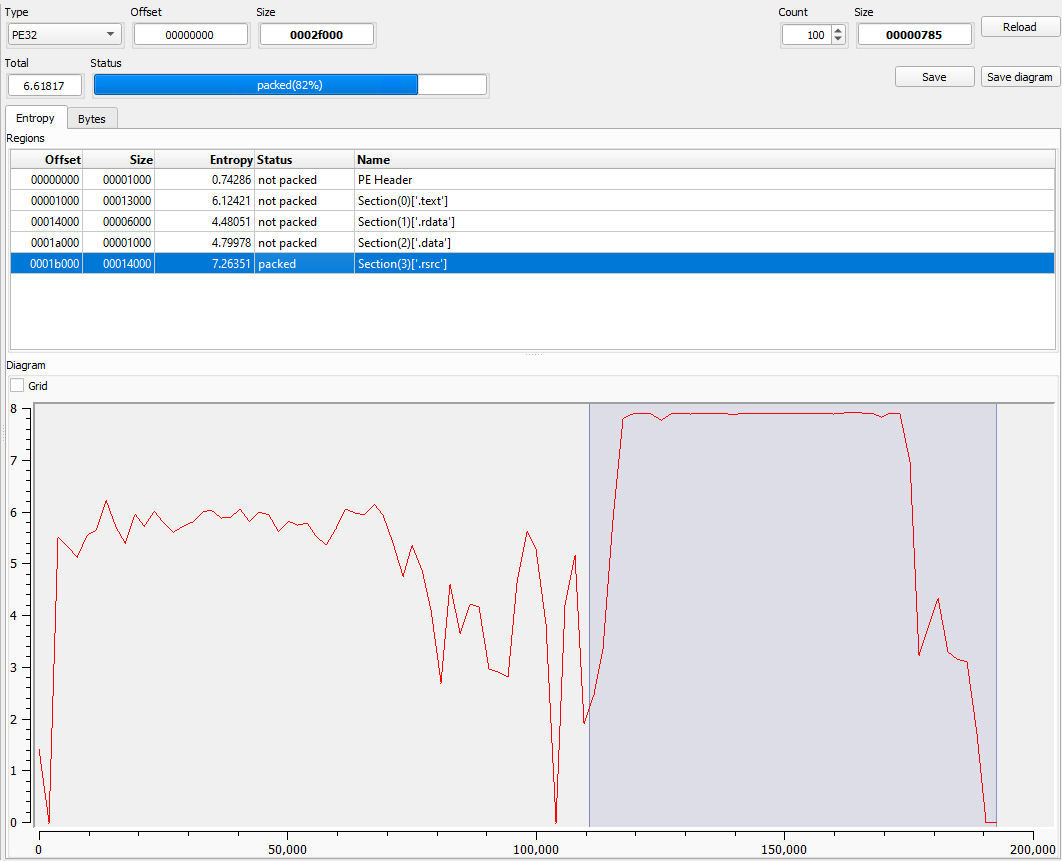 Type Offset Size Count Size
PE32 00000000 0002f000 100 00000785 Reload
Total Status
6.61817 packed(82%) Save Save diagram
Entropy Bytes
Regions
Offset Size Entropy Status Name
00000000 00001000 0.74286 not packed PE Header
00001000 00013000 6.12421 not packed Section(0)['.text']
00014000 00006000 4.48051 not packed Section(1)['.rdata']
0001a000 00001000 4.79978 not packed Section(2)['.data']
0001b000 00014000 7.26351 packed Section(3)['.rsrc']
Diagram
Grid
8
7
6
5
4
3
2
1
0
0 50,000 100,000 150,000 200,000